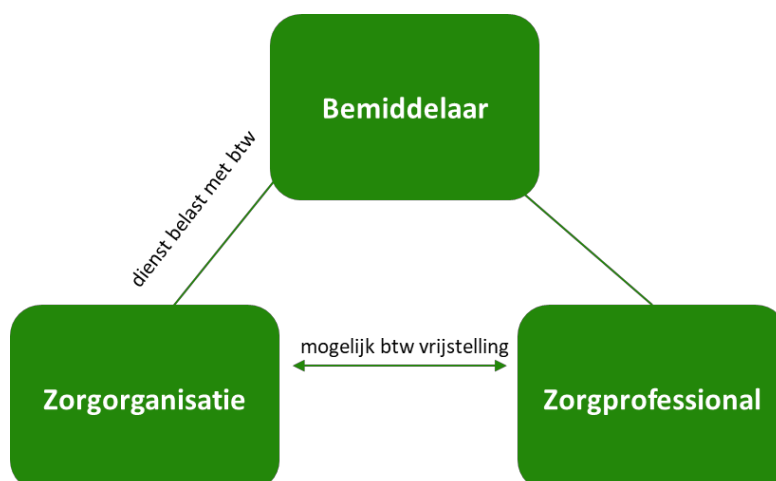 Bemiddelaar
dienst belast met btw
mogelijk btw vrijstelling
Zorgorganisatie
Zorgprofessional